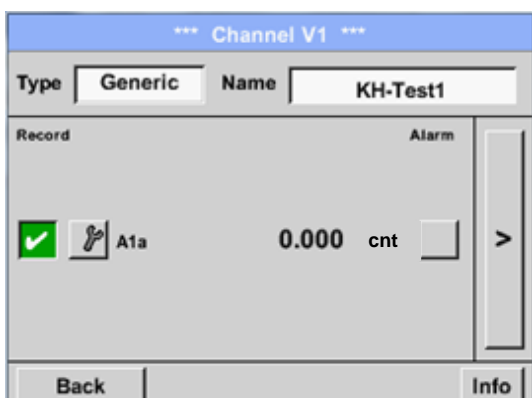 *** Channel V1 ***
Type Generic Name KH-Test1
Record Alarm
A1a 0.000 cnt >
Back Info